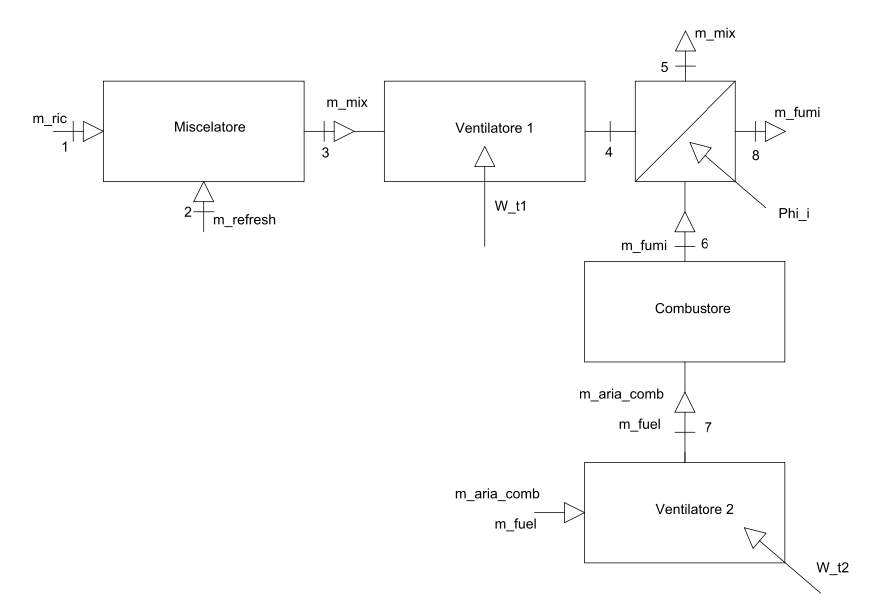 m_mix
5
m_ric
1
Miscelatore
m_mix
3
Ventilatore 1
4
m_fumi
8
2
m_refresh
W_t1
Phi_i
m_fumi
6
Combustore
m_aria_comb
m_fuel
7
m_aria_comb
m_fuel
Ventilatore 2
W_t2